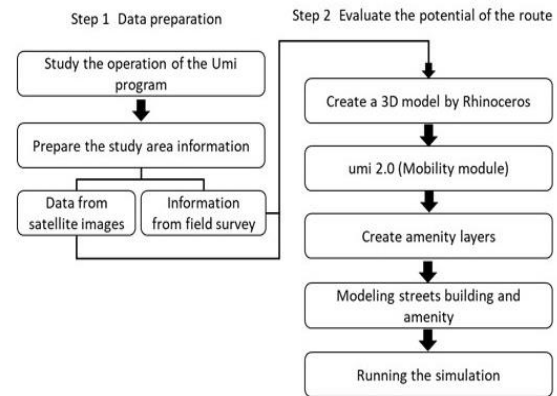 Step 1 Data preparation
Study the operation of the Umi
program
Prepare the study area information
Data from
satellite images
Information
from field survey
Step 2 Evaluate the potential of the route
Create a 3D model by Rhinoceros
umi 2.0 (Mobility module)
Create amenity layers
Modeling streets building and
amenity
Running the simulation